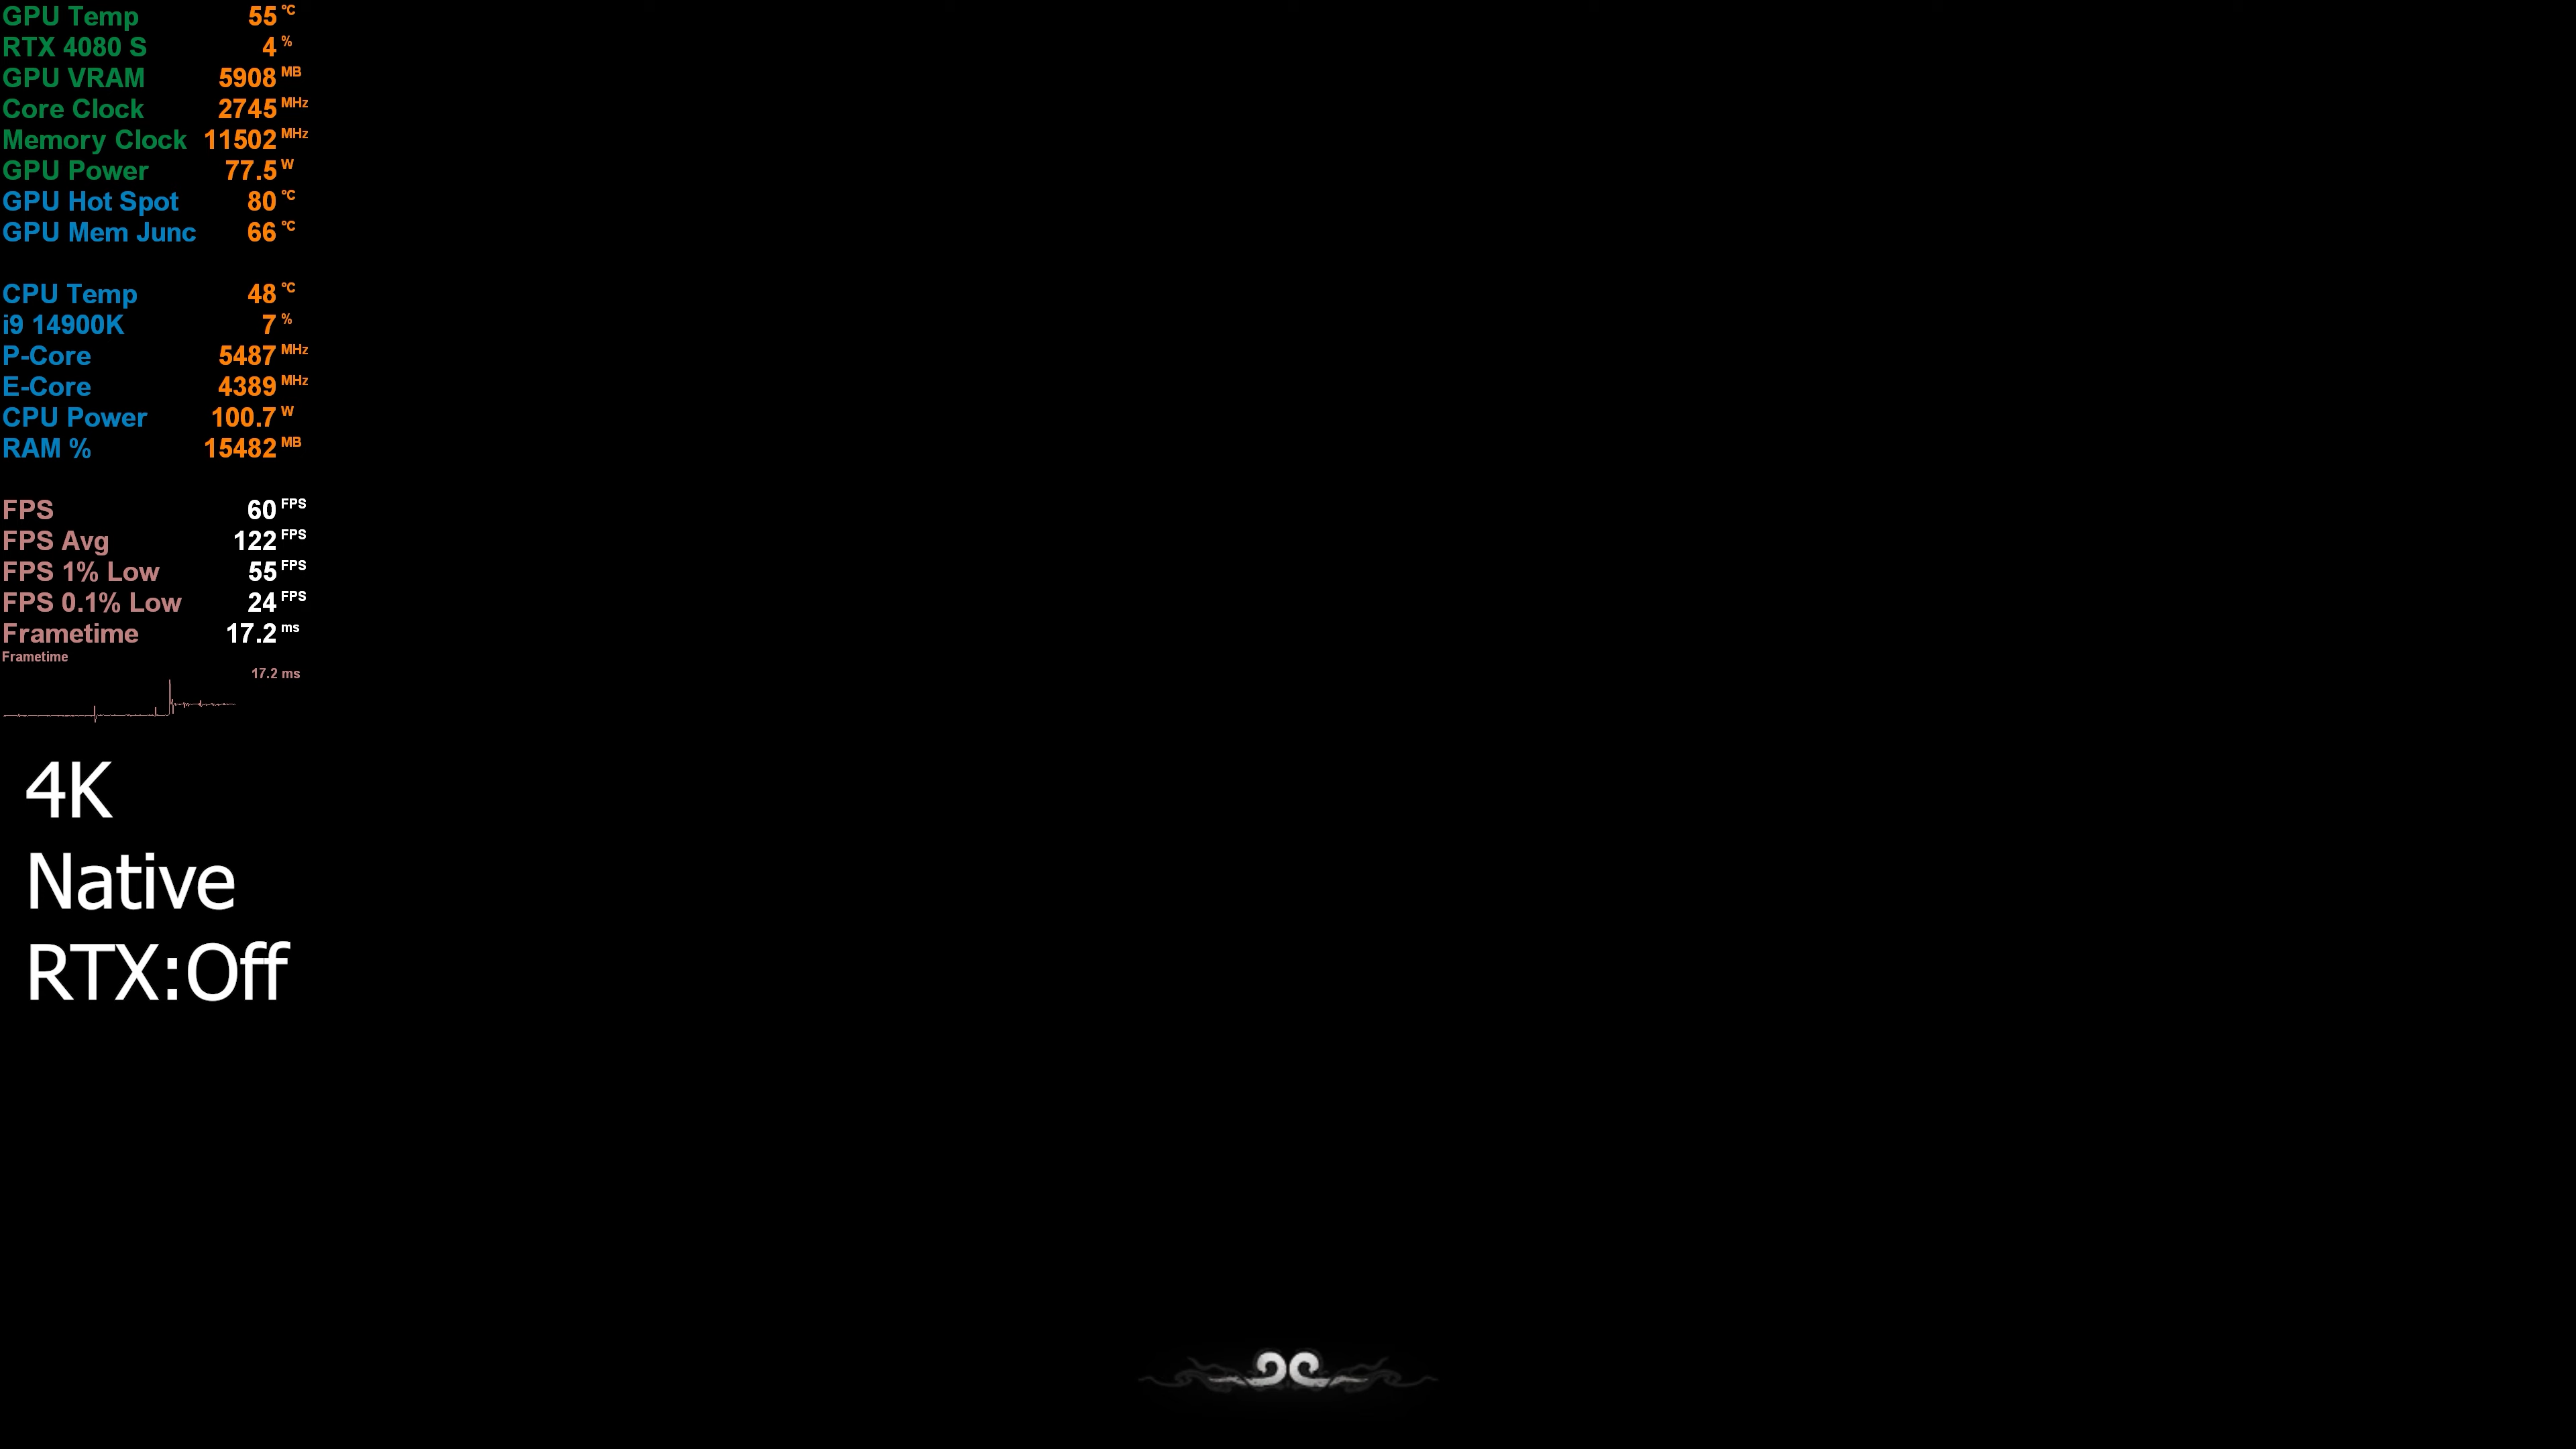 GPU Temp 55 °C
RTX 4080 S 4 %
GPU VRAM 5908 MB
Core Clock 2745 MHz
Memory Clock 11502 MHz
GPU Power 77.5 W
GPU Hot Spot 80 °C
GPU Mem Junc 66 °C
CPU Temp 48 °C
i9 14900K 7 %
P-Core 5487 MHz
E-Core 4389 MHz
CPU Power 100.7 W
RAM % 15482 MB
FPS 60 FPS
FPS Avg 122 FPS
FPS 1% Low 55 FPS
FPS 0.1% Low 24 FPS
Frametime 17.2 ms
Frametime
17.2 ms
4K
Native
RTX:Off